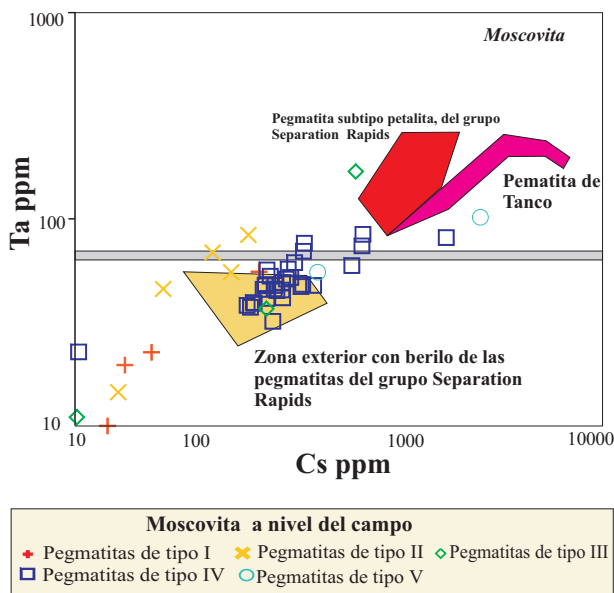 1000
Moscovita
Pegmatita subtipo petalita, del grupo
Separation Rapids
Pematita de
Tanco
Ta ppm
100
Zona exterior con berilo de las
pegmatitas del grupo Separation
Rapids
10
10 100 1000 10000
Cs ppm
Moscovita a nivel del campo
Pegmatitas de tipo I Pegmatitas de tipo II Pegmatitas de tipo III
Pegmatitas de tipo IV Pegmatitas de tipo V